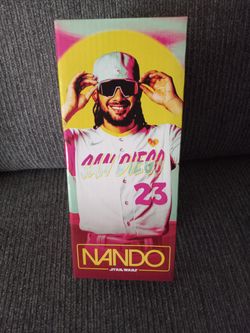 SAN DIEGO
23
NANDO
STAR WARS